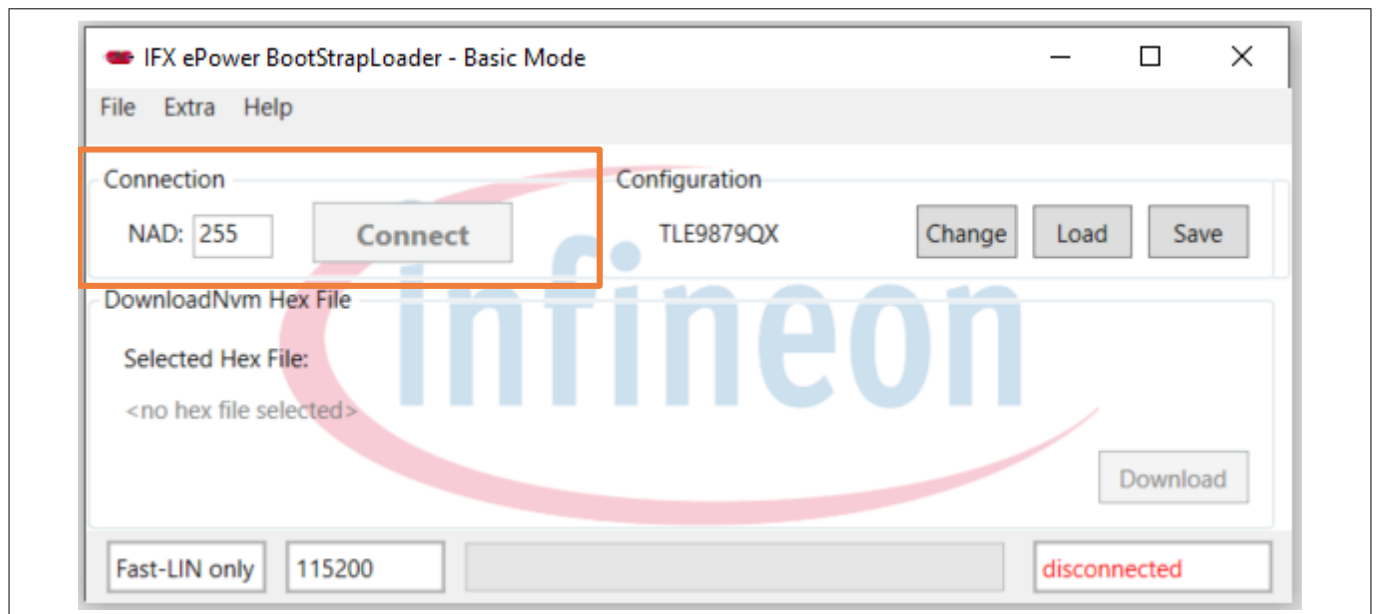 IFX ePower BootStrapLoader - Basic Mode
File Extra Help
Connection
NAD: 255 Connect
Configuration
TLE9879QX Change Load Save
DownloadNvm Hex File
Selected Hex File:
<no hex file selected>
infineon
Download
Fast-LIN only 115200 disconnected